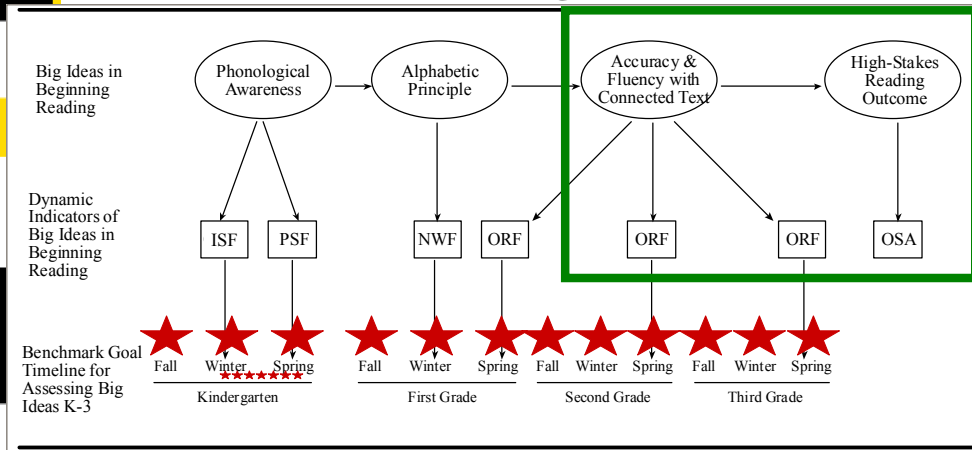 Big Ideas in
Beginning
Reading
Phonological
Awareness
Alphabetic
Principle
Accuracy &
Fluency with
Connected Text
High-Stakes
Reading
Outcome
Dynamic
Indicators of
Big Ideas in
Beginning
Reading
ISF
PSF
NWF
ORF
ORF
ORF
OSA
Benchmark Goal
Timeline for
Assessing Big
Ideas K-3
Fall
Winter
Spring
Fall
Winter
Spring
Fall
Winter
Spring
Fall
Winter
Spring
Kindergarten
First Grade
Second Grade
Third Grade